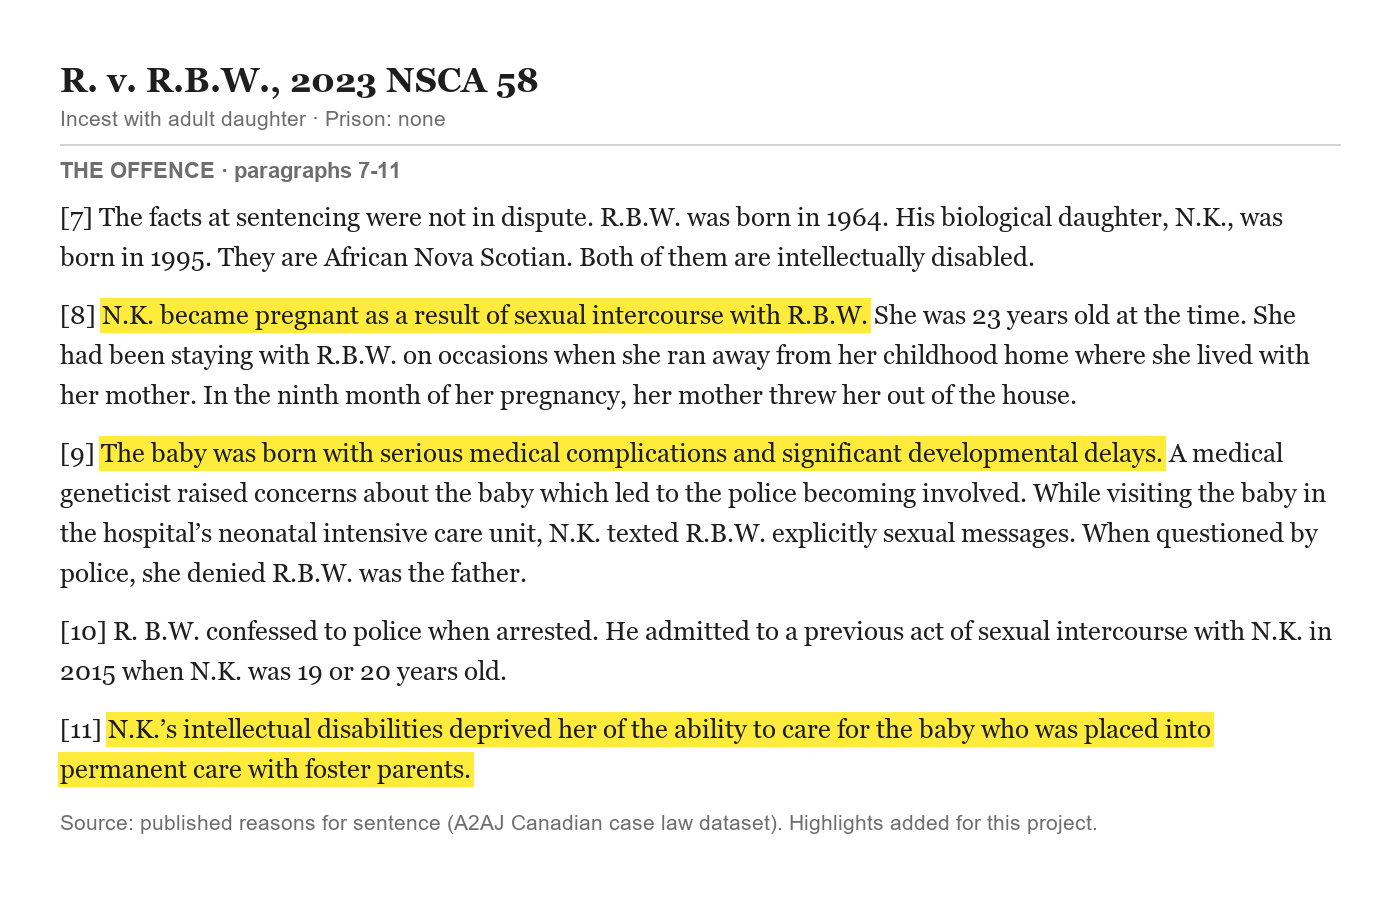 R. v. R.B.W., 2023 NSCA 58
Incest with adult daughter · Prison: none
THE OFFENCE · paragraphs 7-11
[7] The facts at sentencing were not in dispute. R.B.W. was born in 1964. His biological daughter, N.K., was
born in 1995. They are African Nova Scotian. Both of them are intellectually disabled.
[8] N.K. became pregnant as a result of sexual intercourse with R.B.W. She was 23 years old at the time. She
had been staying with R.B.W. on occasions when she ran away from her childhood home where she lived with
her mother. In the ninth month of her pregnancy, her mother threw her out of the house.
[9] The baby was born with serious medical complications and significant developmental delays. A medical
geneticist raised concerns about the baby which led to the police becoming involved. While visiting the baby in
the hospital’s neonatal intensive care unit, N.K. texted R.B.W. explicitly sexual messages. When questioned by
police, she denied R.B.W. was the father.
[10] R. B.W. confessed to police when arrested. He admitted to a previous act of sexual intercourse with N.K. in
2015 when N.K. was 19 or 20 years old.
[11] N.K.’s intellectual disabilities deprived her of the ability to care for the baby who was placed into
permanent care with foster parents.
Source: published reasons for sentence (A2AJ Canadian case law dataset). Highlights added for this project.